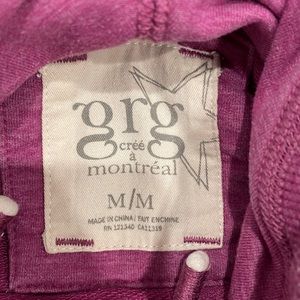 grg
créé
à
montréal
M/M
MADE IN CHINA / FAIT EN CHINE
RN 121340 CA11319